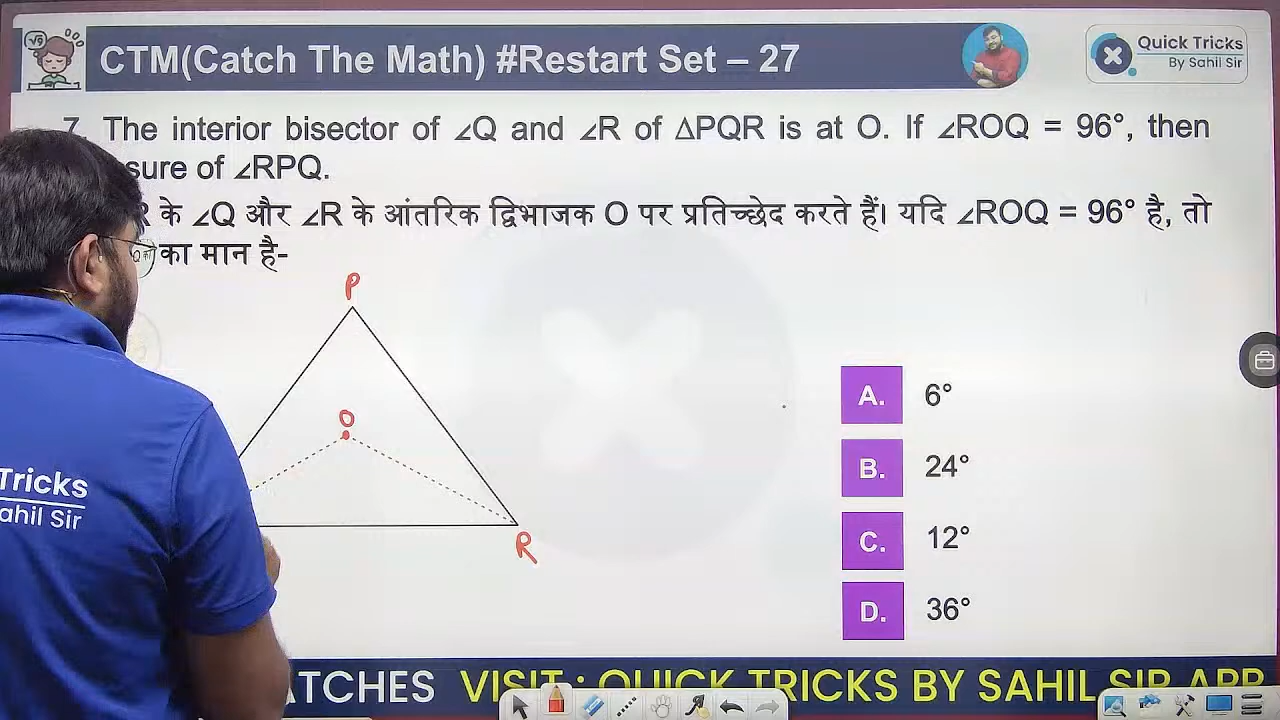 CTM(Catch The Math) #Restart Set – 27
Quick Tricks
By Sahil Sir
7. The interior bisector of ∠Q and ∠R of ΔPQR is at O. If ∠ROQ = 96°, then
sure of ∠RPQ.
R के ∠Q और ∠R के आंतरिक द्विभाजक O पर प्रतिच्छेद करते हैं। यदि ∠ROQ = 96° है, तो
का मान है-
P
O
R
A. 6°
B. 24°
C. 12°
D. 36°
Tricks
ahil Sir
TCHES VISIT : QUICK TRICKS BY SAHIL SIR APP